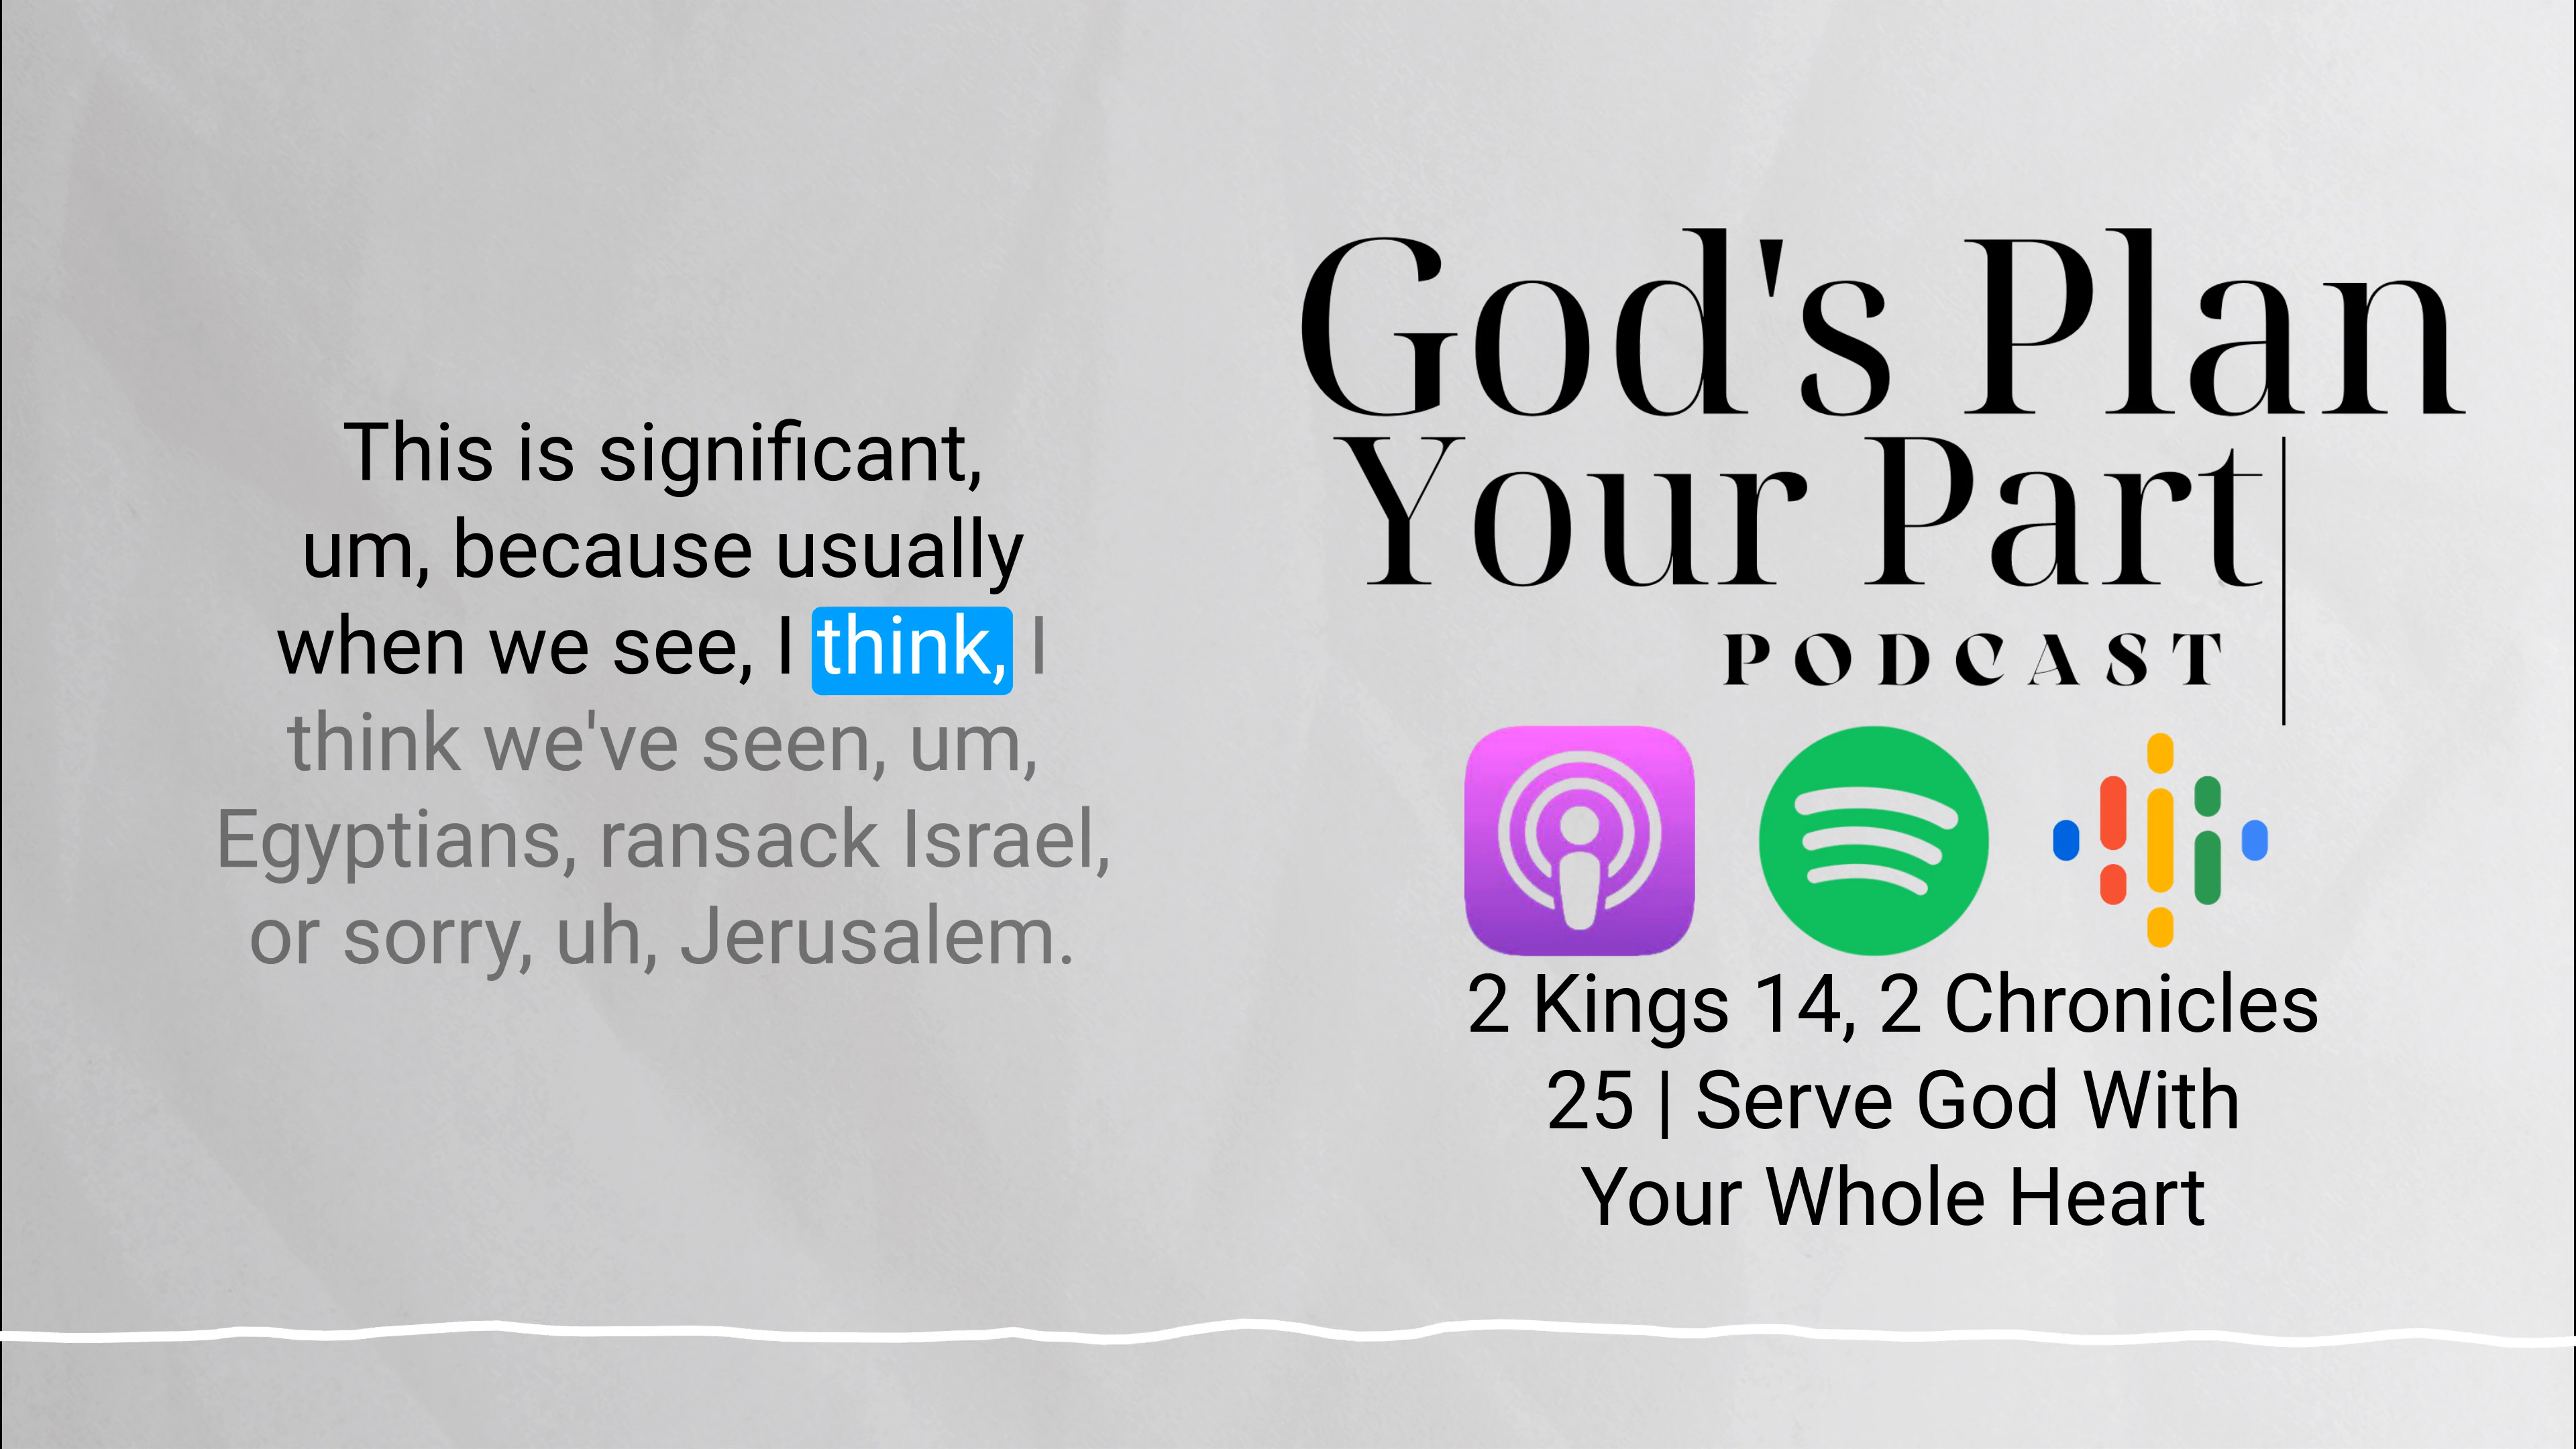 This is significant,
um, because usually
when we see, I think, I
think we've seen, um,
Egyptians, ransack Israel,
or sorry, uh, Jerusalem.
God's Plan
Your Part
PODCAST
2 Kings 14, 2 Chronicles
25 | Serve God With
Your Whole Heart